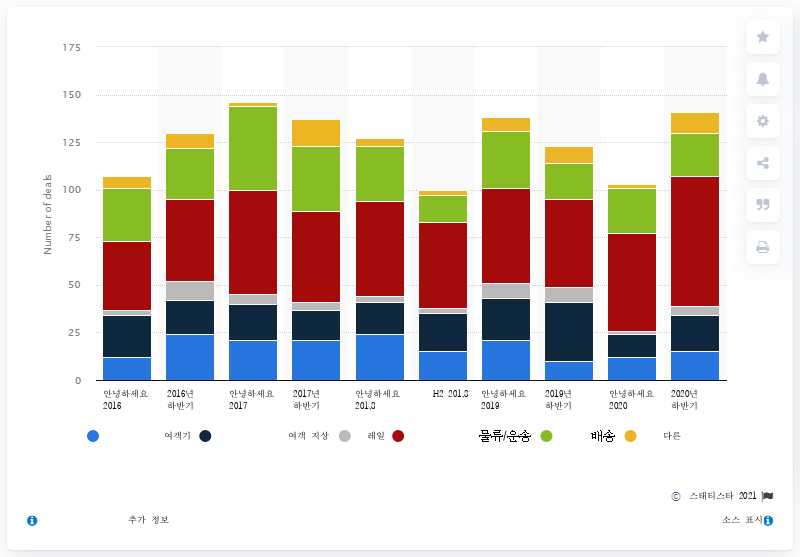 175
150
125
100
75
50
25
0
Number of deals
안녕하세요 2016년 안녕하세요 2017년 안녕하세요 H2 201,8 안녕하세요 2019년 안녕하세요 2020년
2016 하반기 2017 하반기 201,8 2019 하반기 2020 하반기
여객기 여객 지상 레일 물류/운송 배송 다른
© 스태티스타 2021
추가 정보 소스 표시